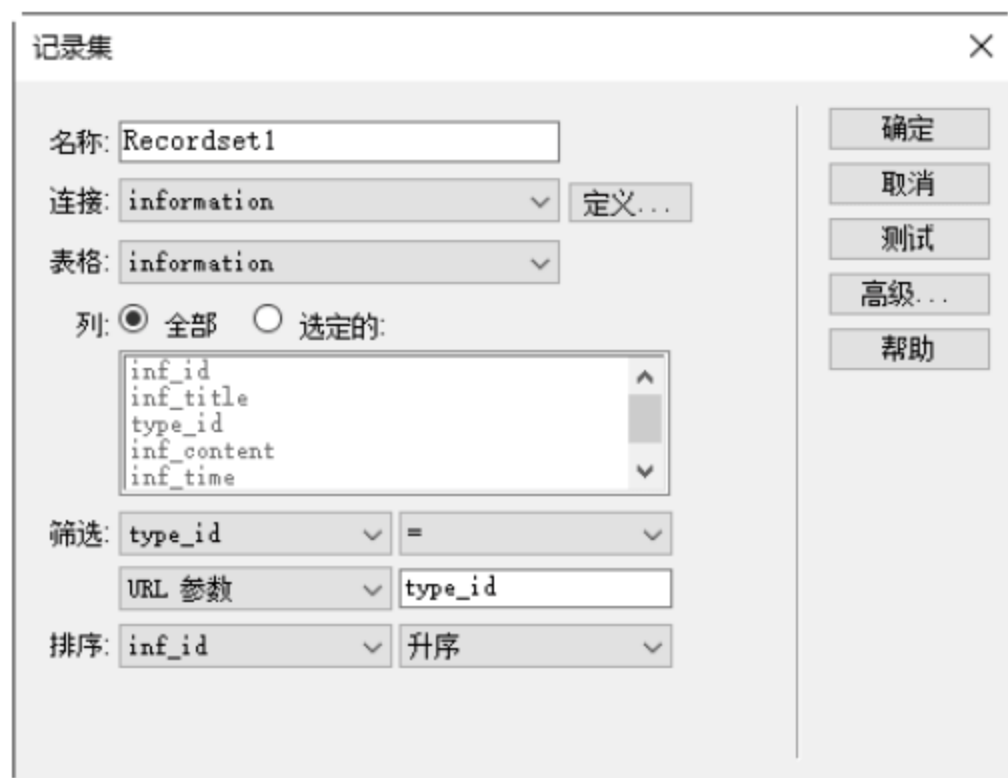 记录集
名称: Recordset1
连接: information 定义...
表格: information
列: 全部 选定的:
inf_id
inf_title
type_id
inf_content
inf_time
筛选: type_id =
URL 参数 type_id
排序: inf_id 升序
确定
取消
测试
高级...
帮助